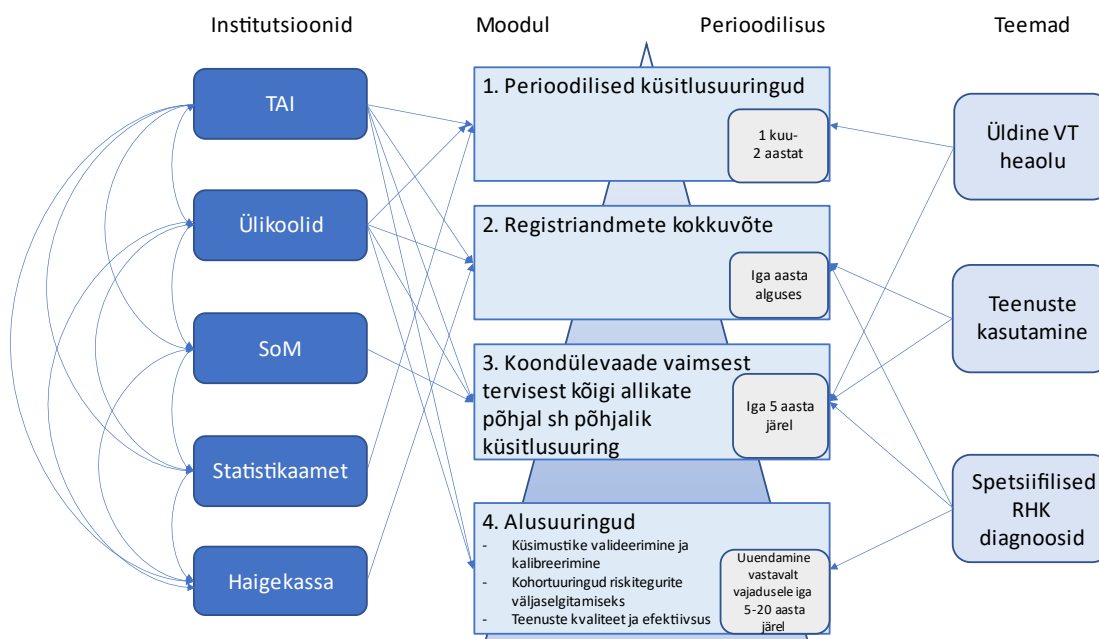 Institutsioonid
Moodul
Perioodilisus
Teemad
TAI
Ülikoolid
SoM
Statistikaamet
Haigekassa
1. Perioodilised küsitlusuuringud
1 kuu-
2 aastat
2. Registriandmete kokkuvõte
Iga aasta
alguses
3. Koondülevaade vaimsest
tervisest kõigi allikate
põhjal sh põhjalik
küsitlusuuring
Iga 5 aasta
järel
4. Alusuuringud
- Küsimustike valideerimine ja
kalibreerimine
- Kohortuuringud riskitegurite
väljaselgitamiseks
- Teenuste kvaliteet ja efektiivsus
Uuendamine
vastavalt
vajadusele iga
5-20 aasta
järel
Üldine VT
heaolu
Teenuste
kasutamine
Spetsiifilised
RHK
diagnoosid